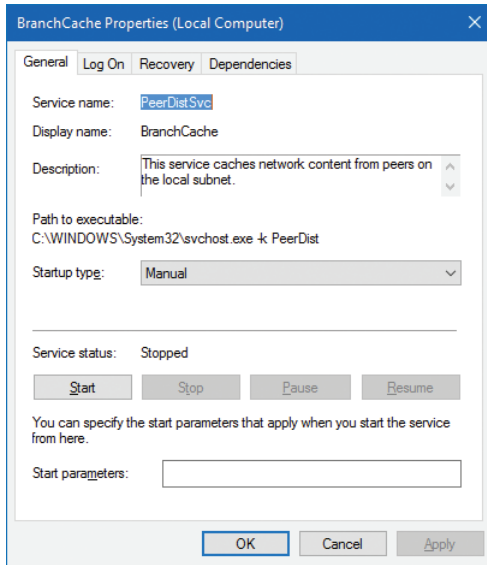 BranchCache Properties (Local Computer)
General Log On Recovery Dependencies
Service name: PeerDistSvc
Display name: BranchCache
Description: This service caches network content from peers on
the local subnet.
Path to executable:
C:\WINDOWS\System32\svchost.exe -k PeerDist
Startup type: Manual
Service status: Stopped
Start Stop Pause Resume
You can specify the start parameters that apply when you start the service
from here.
Start parameters:
OK Cancel Apply